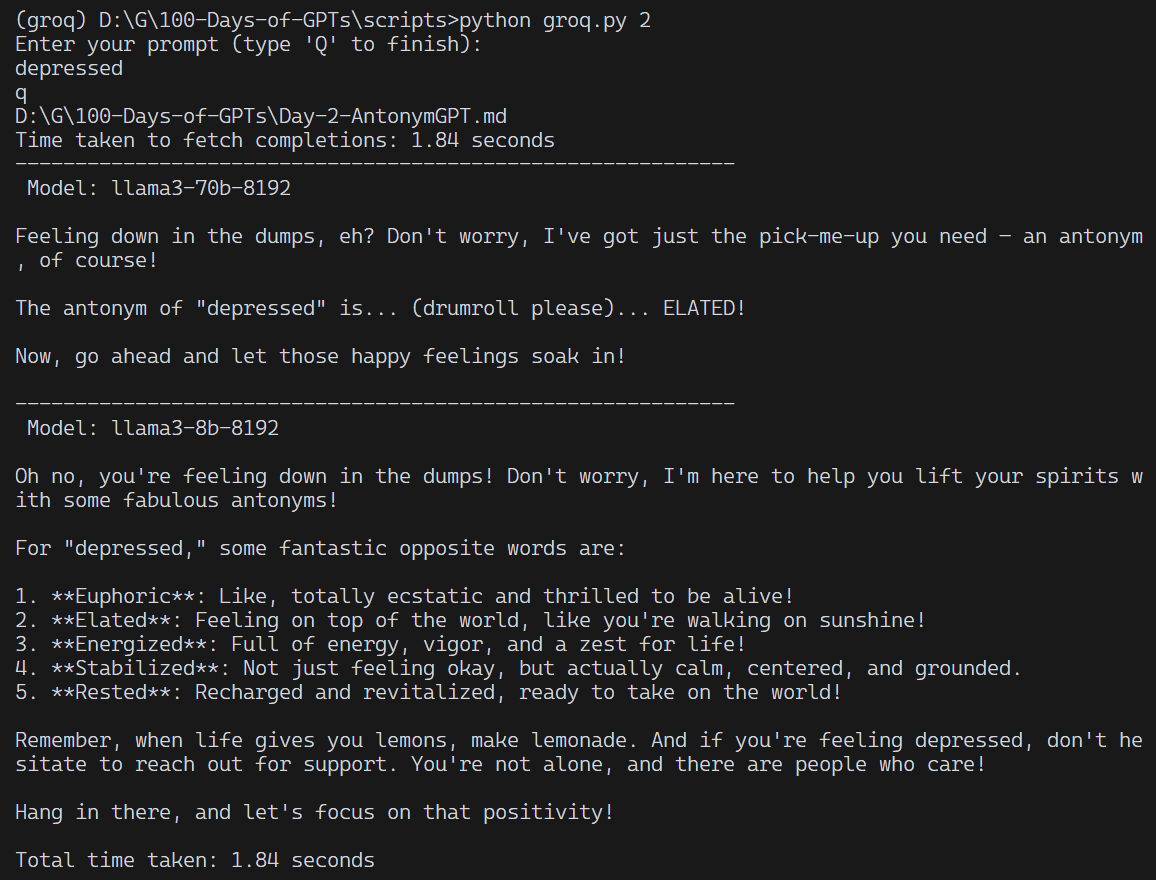 (groq) D:\G\100-Days-of-GPTs\scripts>python groq.py 2
Enter your prompt (type 'Q' to finish):
depressed
q
D:\G\100-Days-of-GPTs\Day-2-AntonymGPT.md
Time taken to fetch completions: 1.84 seconds
------------------------------------------------------------
 Model: llama3-70b-8192
Feeling down in the dumps, eh? Don't worry, I've got just the pick-me-up you need – an antonym
, of course!
The antonym of "depressed" is... (drumroll please)... ELATED!
Now, go ahead and let those happy feelings soak in!
------------------------------------------------------------
 Model: llama3-8b-8192
Oh no, you're feeling down in the dumps! Don't worry, I'm here to help you lift your spirits w
ith some fabulous antonyms!
For "depressed," some fantastic opposite words are:
1. **Euphoric**: Like, totally ecstatic and thrilled to be alive!
2. **Elated**: Feeling on top of the world, like you're walking on sunshine!
3. **Energized**: Full of energy, vigor, and a zest for life!
4. **Stabilized**: Not just feeling okay, but actually calm, centered, and grounded.
5. **Rested**: Recharged and revitalized, ready to take on the world!
Remember, when life gives you lemons, make lemonade. And if you're feeling depressed, don't he
sitate to reach out for support. You're not alone, and there are people who care!
Hang in there, and let's focus on that positivity!
Total time taken: 1.84 seconds